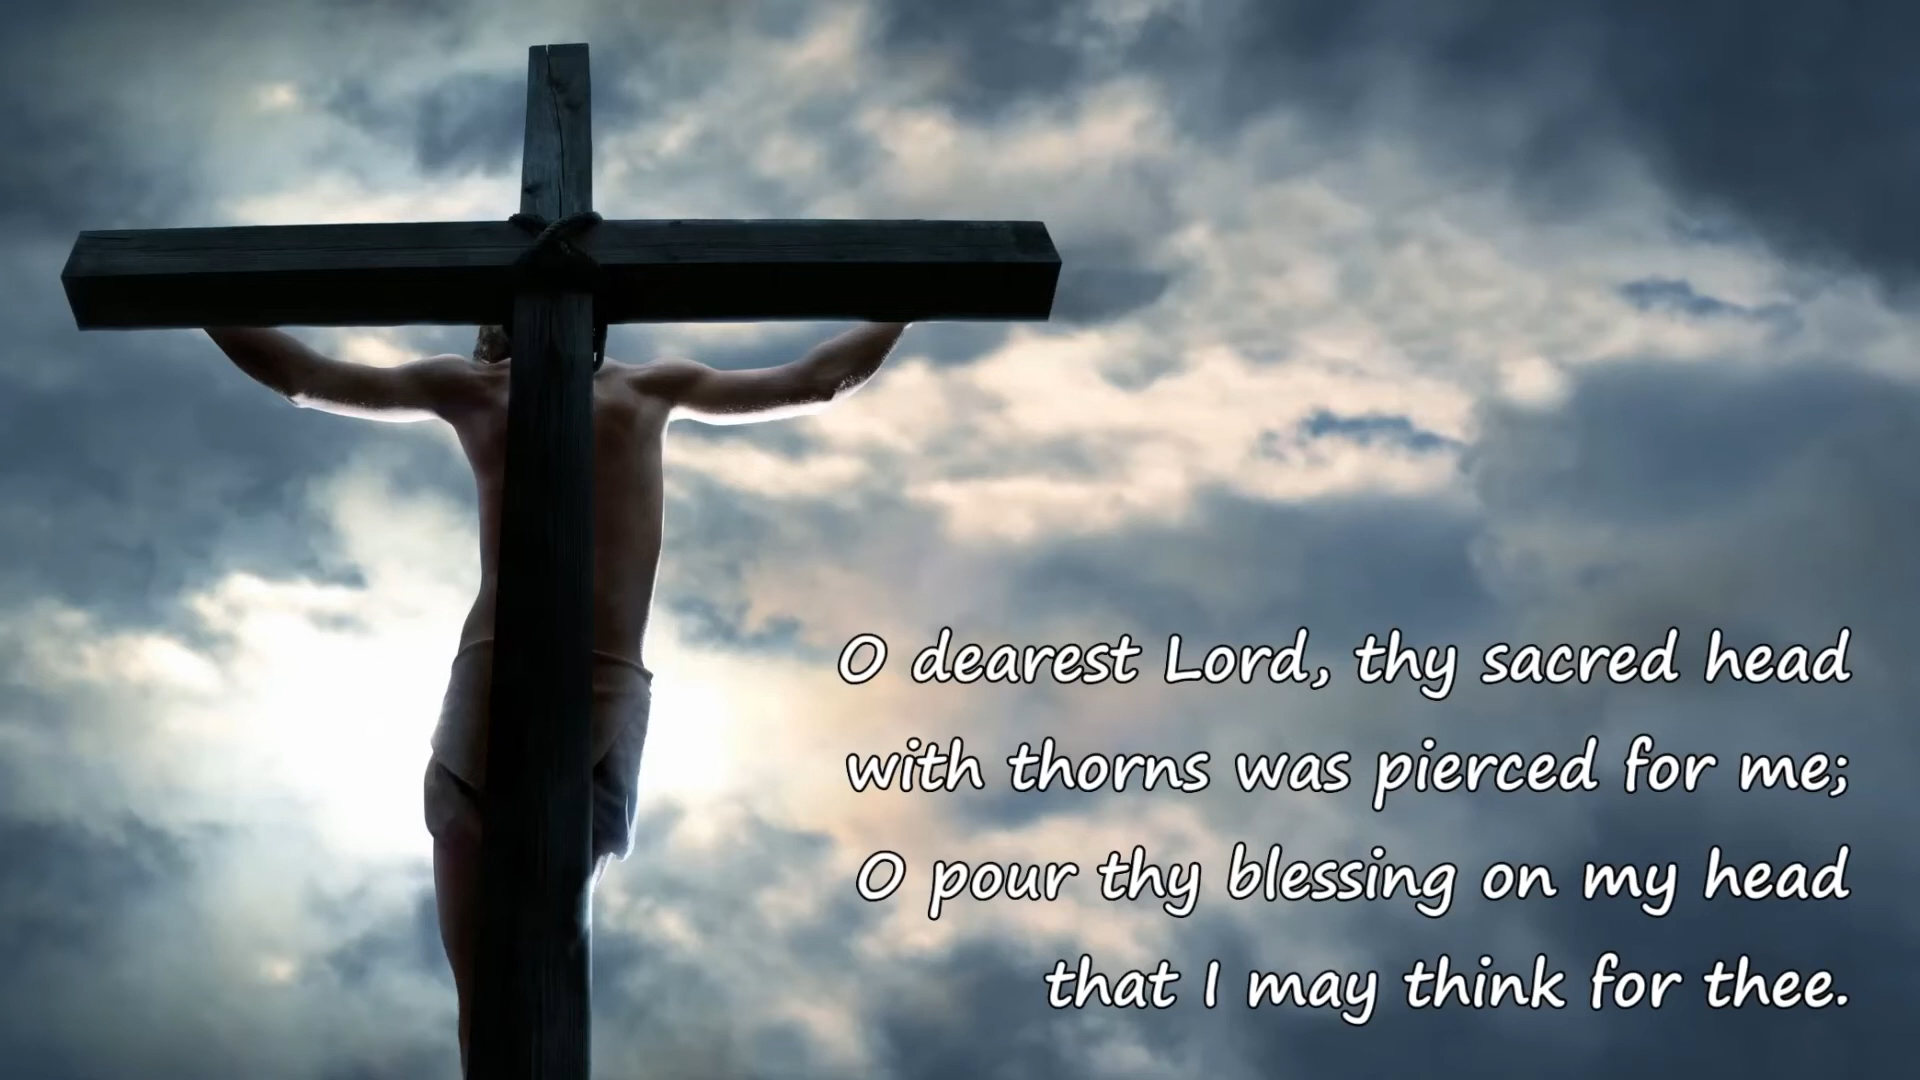 O dearest Lord, thy sacred head
with thorns was pierced for me;
O pour thy blessing on my head
that I may think for thee.